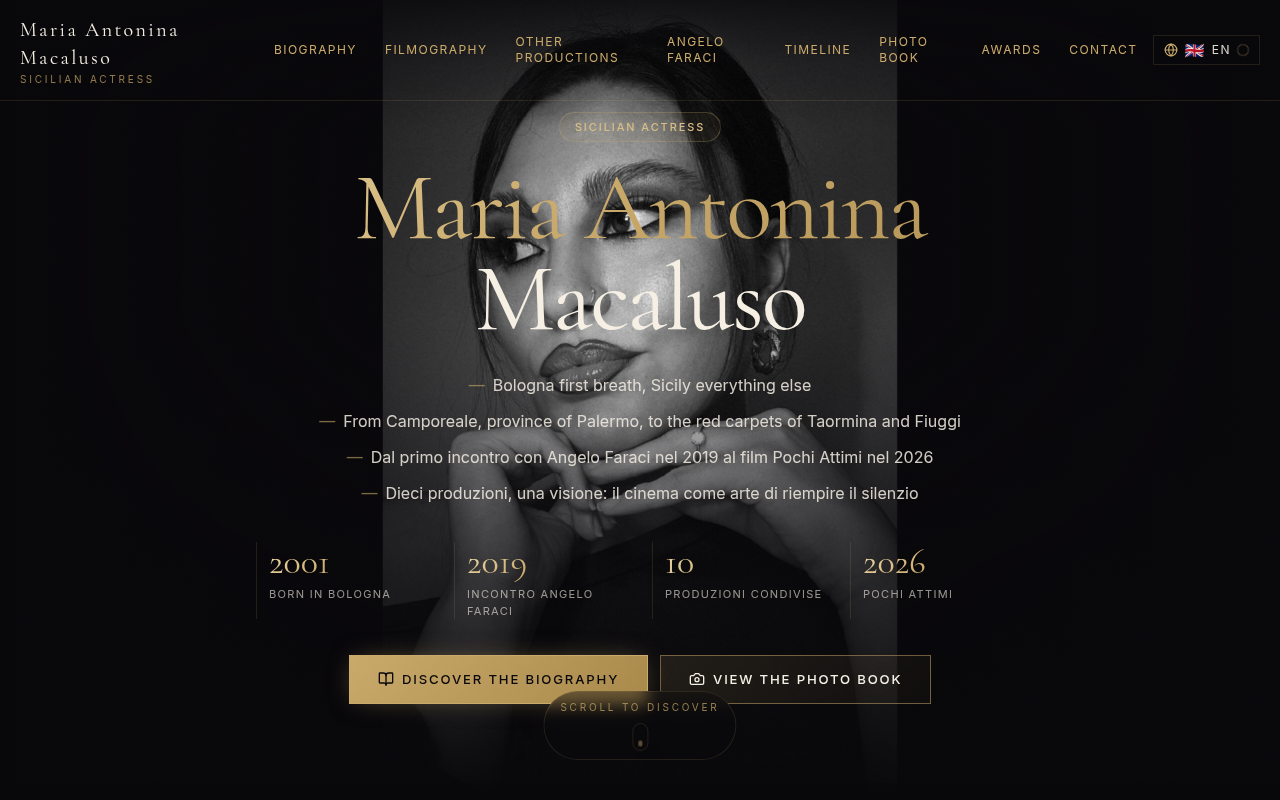 Maria Antonina
Macaluso
SICILIAN ACTRESS
BIOGRAPHY
FILMOGRAPHY
OTHER
PRODUCTIONS
ANGELO
FARACI
TIMELINE
PHOTO
BOOK
AWARDS
CONTACT
EN
SICILIAN ACTRESS
Maria Antonina
Macaluso
— Bologna first breath, Sicily everything else
— From Camporeale, province of Palermo, to the red carpets of Taormina and Fiuggi
— Dal primo incontro con Angelo Faraci nel 2019 al film Pochi Attimi nel 2026
— Dieci produzioni, una visione: il cinema come arte di riempire il silenzio
2001
BORN IN BOLOGNA
2019
INCONTRO ANGELO
FARACI
10
PRODUZIONI CONDIVISE
2026
POCHI ATTIMI
DISCOVER THE BIOGRAPHY
VIEW THE PHOTO BOOK
SCROLL TO DISCOVER